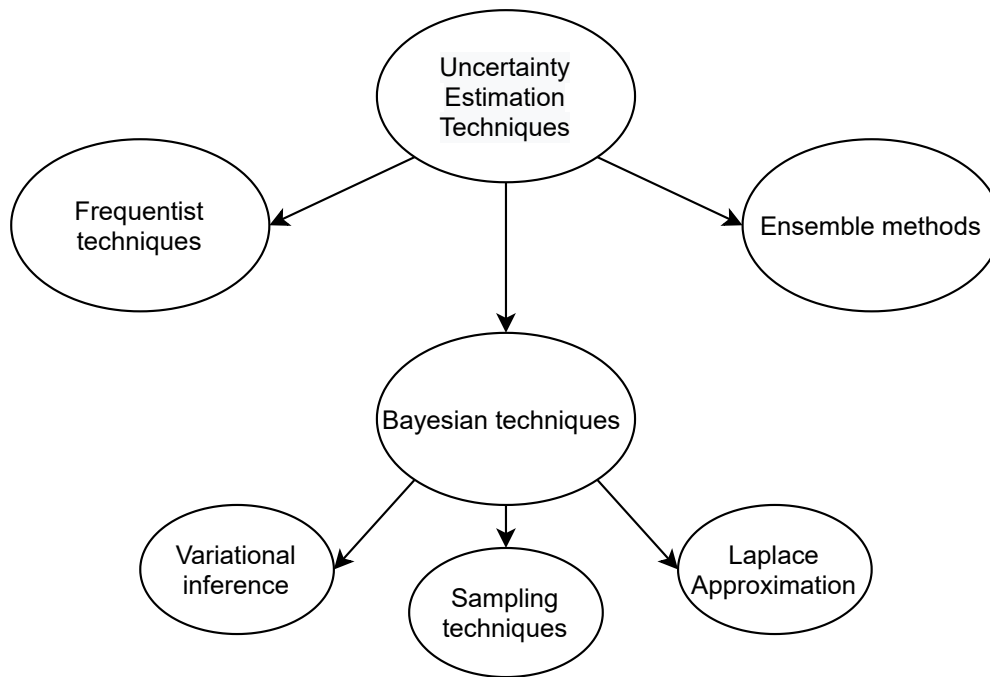 Uncertainty
Estimation
Techniques
Frequentist
techniques
Ensemble methods
Bayesian techniques
Variational
inference
Sampling
techniques
Laplace
Approximation